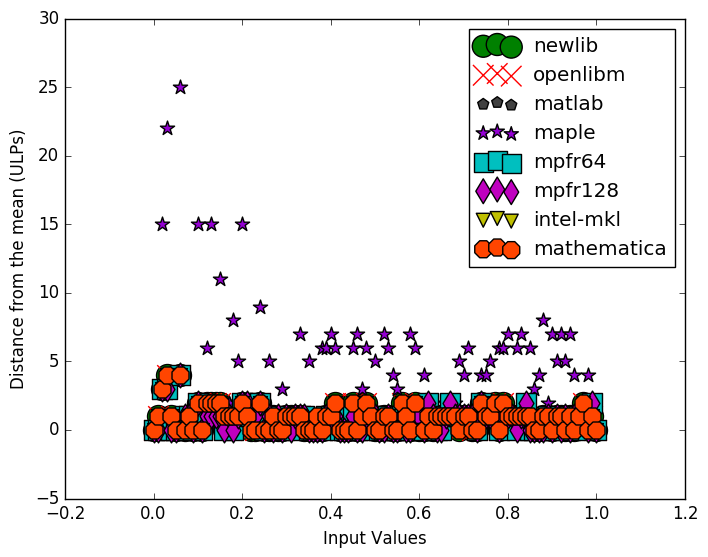 30
25
20
15
10
5
0
−5
Distance from the mean (ULPs)
newlib
openlibm
matlab
maple
mpfr64
mpfr128
intel-mkl
mathematica
−0.2
0.0
0.2
0.4
0.6
0.8
1.0
1.2
Input Values